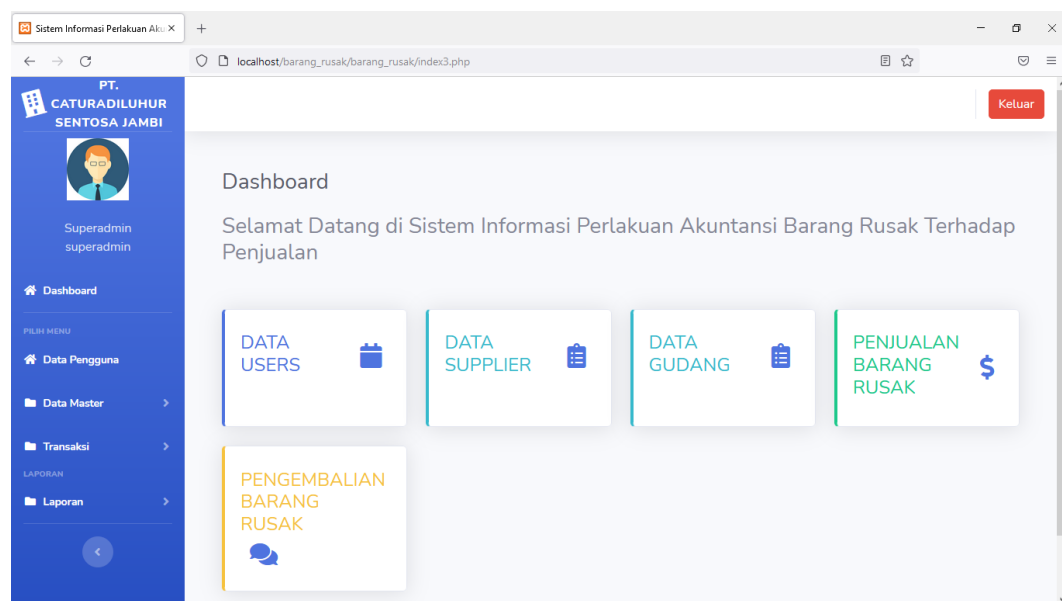 Sistem Informasi Perlakuan Aku
localhost/barang_rusak/barang_rusak/index3.php
PT.
CATURADILUHUR
SENTOSA JAMBI
Keluar
Superadmin
superadmin
Dashboard
PILIH MENU
Data Pengguna
Data Master
Transaksi
LAPORAN
Laporan
Dashboard
Selamat Datang di Sistem Informasi Perlakuan Akuntansi Barang Rusak Terhadap
Penjualan
DATA
USERS
DATA
SUPPLIER
DATA
GUDANG
PENJUALAN
BARANG
RUSAK
PENGEMBALIAN
BARANG
RUSAK